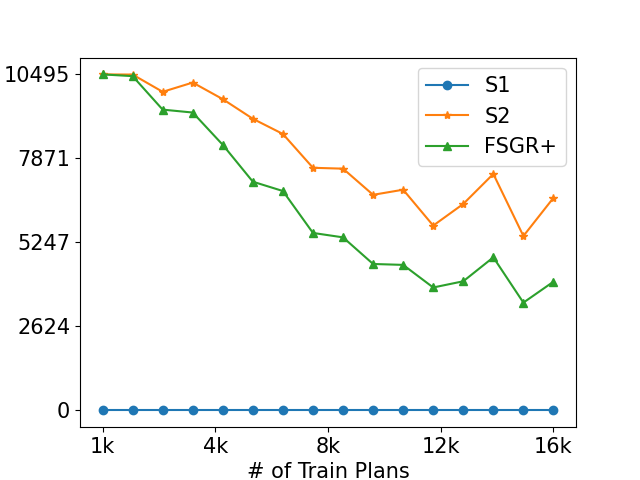 10495
7871
5247
2624
0
S1
S2
FSGR+
1k 4k 8k 12k 16k
# of Train Plans